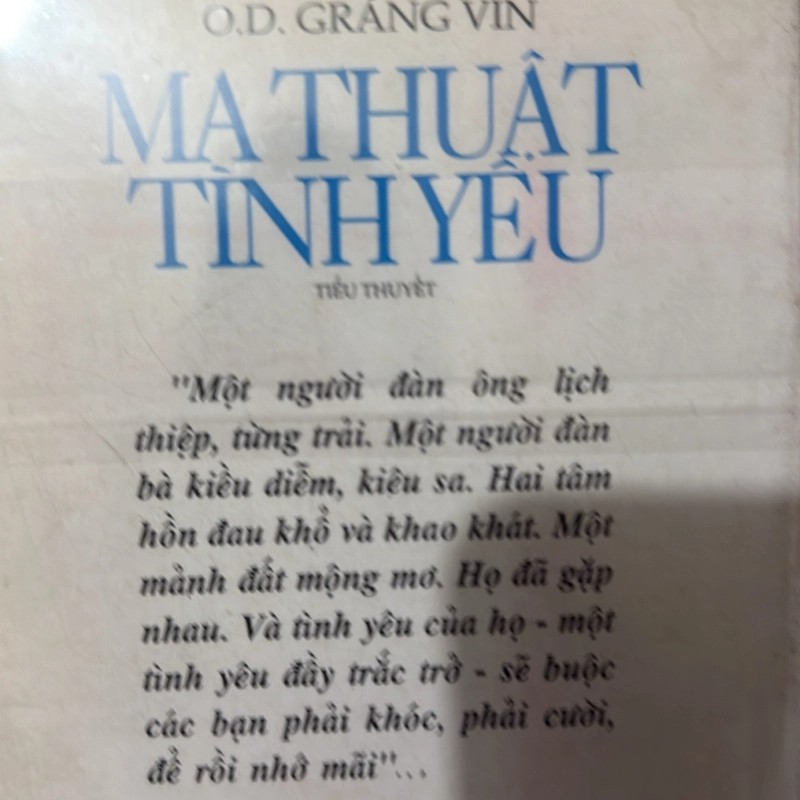 O.D. GRĂNG VIN
MA THUẬT
TÌNH YÊU
TIỂU THUYẾT
"Một người đàn ông lịch
thiệp, từng trải. Một người đàn
bà kiều diễm, kiêu sa. Hai tâm
hồn đau khổ và khao khát. Một
mảnh đất mộng mơ. Họ đã gặp
nhau. Và tình yêu của họ - một
tình yêu đầy trắc trở - sẽ buộc
các bạn phải khóc, phải cười,
để rồi nhớ mãi"...